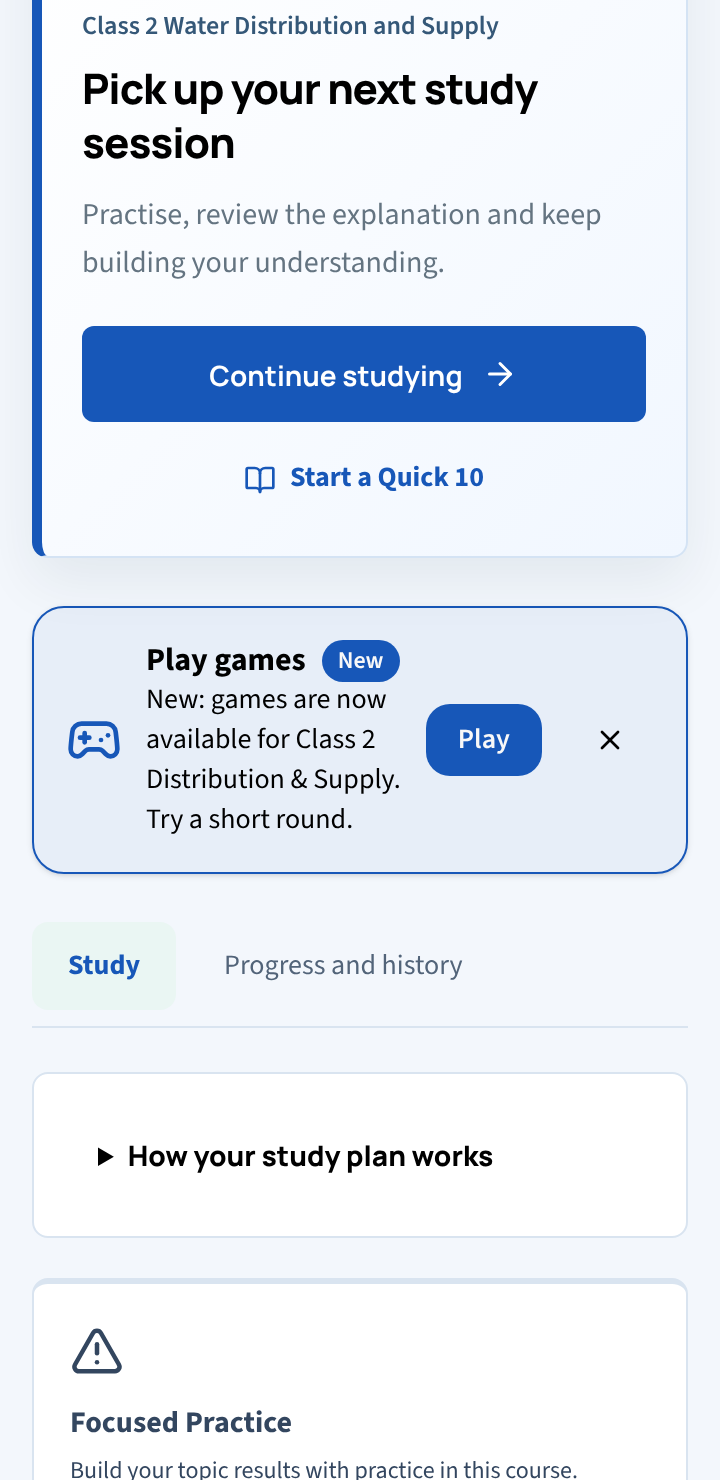 Class 2 Water Distribution and Supply
Pick up your next study
session
Practise, review the explanation and keep
building your understanding.
Continue studying
Start a Quick 10
Play games New
New: games are now
available for Class 2
Distribution & Supply.
Try a short round.
Play
Study
Progress and history
How your study plan works
Focused Practice
Build your topic results with practice in this course.